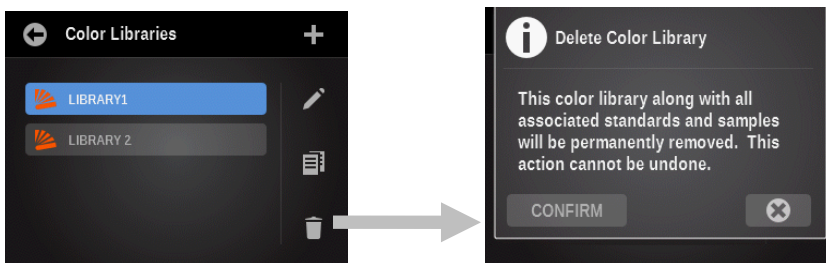 Color Libraries
LIBRARY1
LIBRARY 2
Delete Color Library
This color library along with all
associated standards and samples
will be permanently removed.  This
action cannot be undone.
CONFIRM